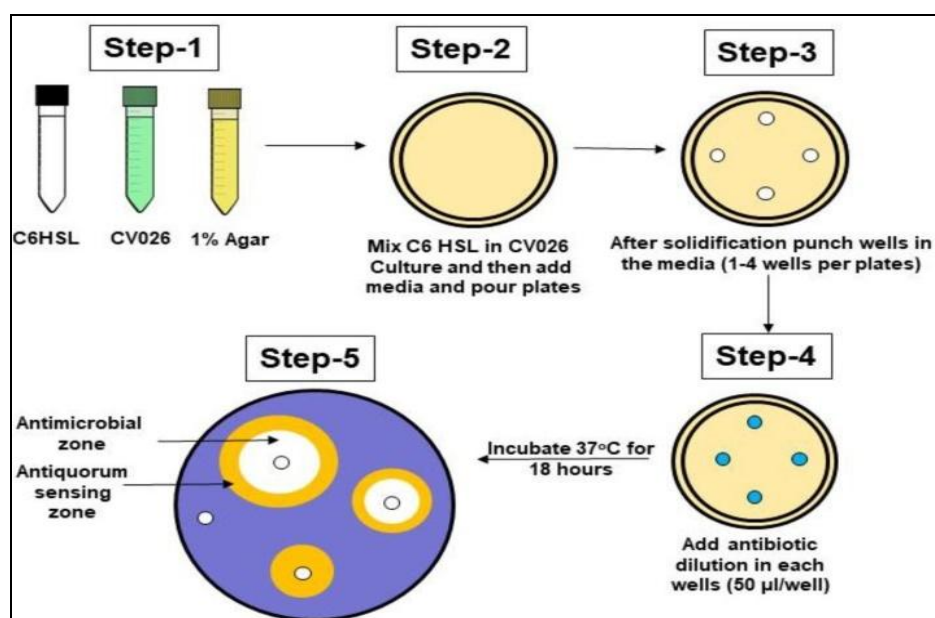 Step-1
C6HSL
CV026
1% Agar
Step-2
Mix C6 HSL in CV026
Culture and then add
media and pour plates
Step-3
After solidification punch wells in
the media (1-4 wells per plates)
Step-4
Add antibiotic
dilution in each
wells (50 µl/well)
Incubate 37°C for
18 hours
Step-5
Antimicrobial
zone
Antiquorum
sensing
zone